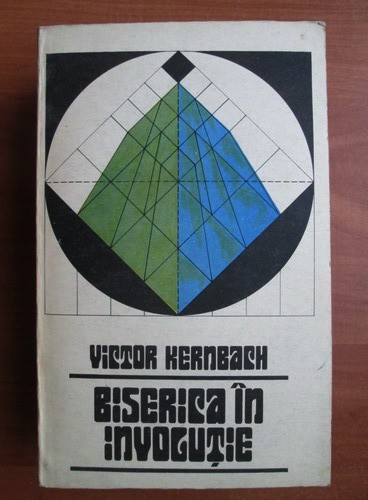 VICTOR KERNBACH
BISERICA ÎN
INVOLUȚIE